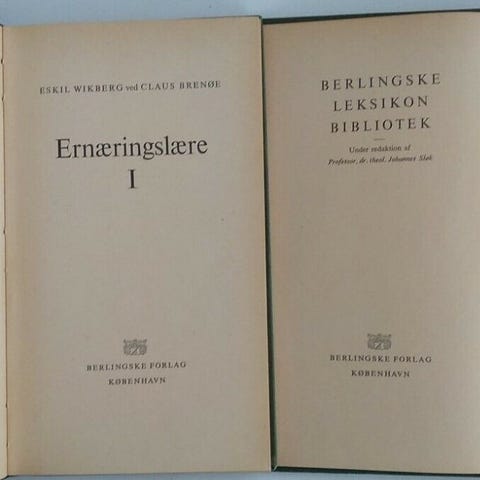 ESKIL WIKBERG ved CLAUS BRENØE
Ernæringslære
I
BERLINGSKE FORLAG
KØBENHAVN
BERLINGSKE
LEKSIKON
BIBLIOTEK
Under redaktion af
Professor, dr. theol. Johannes Sløk
BERLINGSKE FORLAG
KØBENHAVN